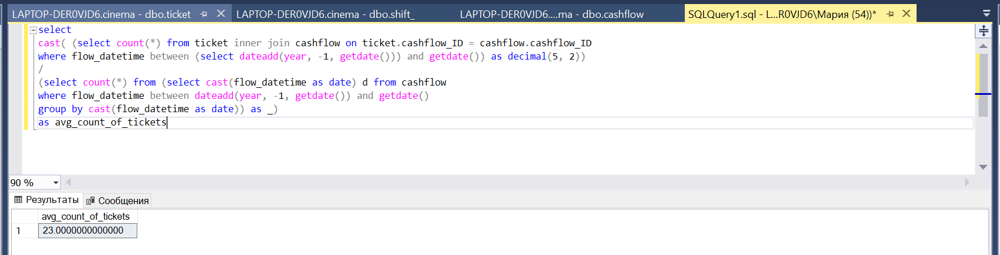 LAPTOP-DER0VJD6.cinema - dbo.ticket
LAPTOP-DER0VJD6.cinema - dbo.shift_
LAPTOP-DER0VJD6....ma - dbo.cashflow
SQLQuery1.sql - L...R0VJD6\Мария (54))*
select
cast( (select count(*) from ticket inner join cashflow on ticket.cashflow_ID = cashflow.cashflow_ID
where flow_datetime between (select dateadd(year, -1, getdate())) and getdate()) as decimal(5, 2))
/
(select count(*) from (select cast(flow_datetime as date) d from cashflow
where flow_datetime between dateadd(year, -1, getdate()) and getdate()
group by cast(flow_datetime as date)) as _)
as avg_count_of_tickets
90 %
Результаты
Сообщения
avg_count_of_tickets
1 23.0000000000000